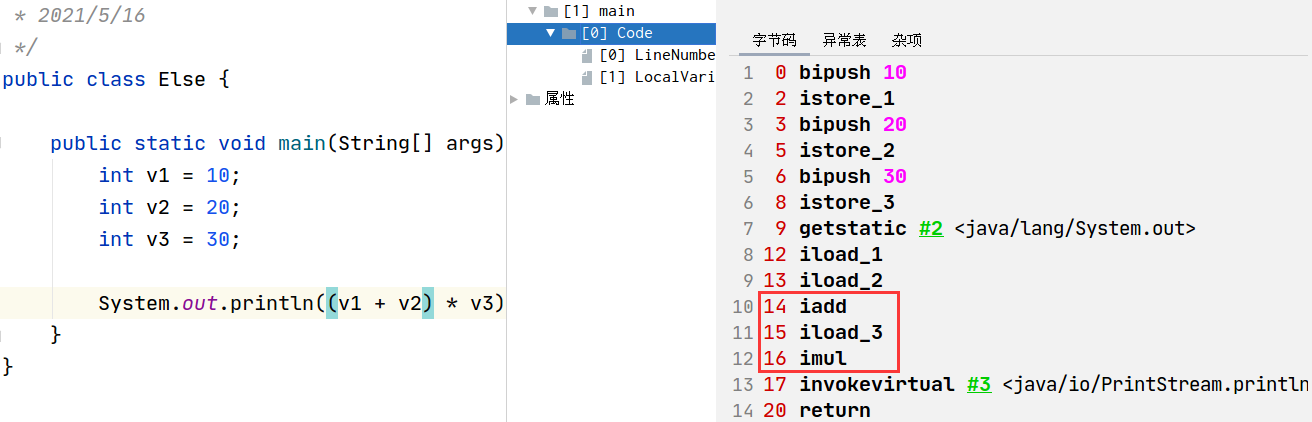 * 2021/5/16
*/
public class Else {
public static void main(String[] args)
int v1 = 10;
int v2 = 20;
int v3 = 30;
System.out.println((v1 + v2) * v3)
}
}
[1] main
[0] Code
[0] LineNumbe
[1] LocalVari
属性
字节码 异常表 杂项
1 0 bipush 10
2 2 istore_1
3 3 bipush 20
4 5 istore_2
5 6 bipush 30
6 8 istore_3
7 9 getstatic #2 <java/lang/System.out>
8 12 iload_1
9 13 iload_2
10 14 iadd
11 15 iload_3
12 16 imul
13 17 invokevirtual #3 <java/io/PrintStream.println
14 20 return